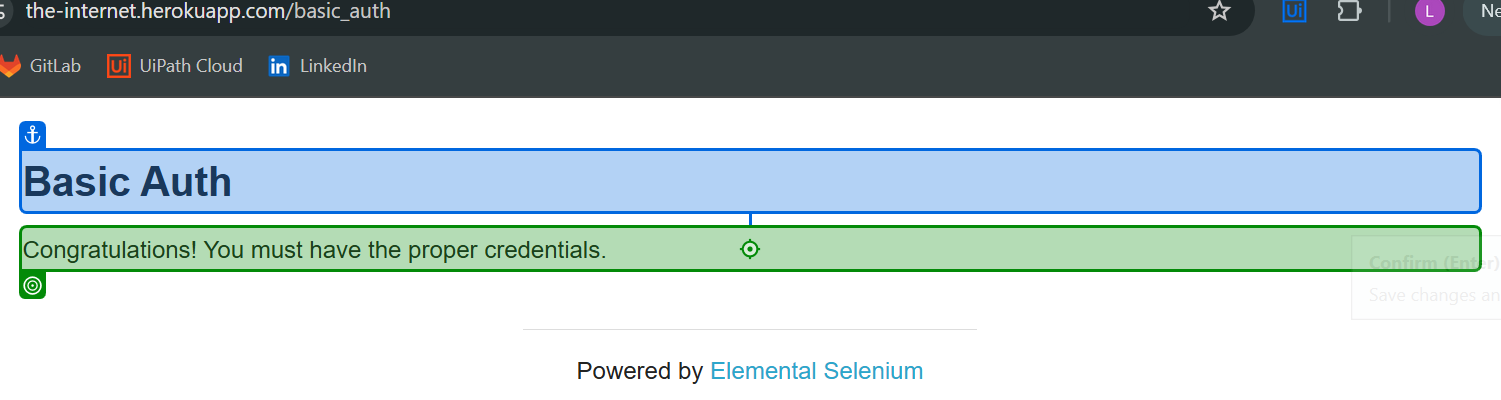 the-internet.herokuapp.com/basic_auth
Ui
L
Ne
GitLab
Ui UiPath Cloud
in LinkedIn
Basic Auth
Congratulations! You must have the proper credentials.
Confirm (Enter)
Save changes an
Powered by Elemental Selenium